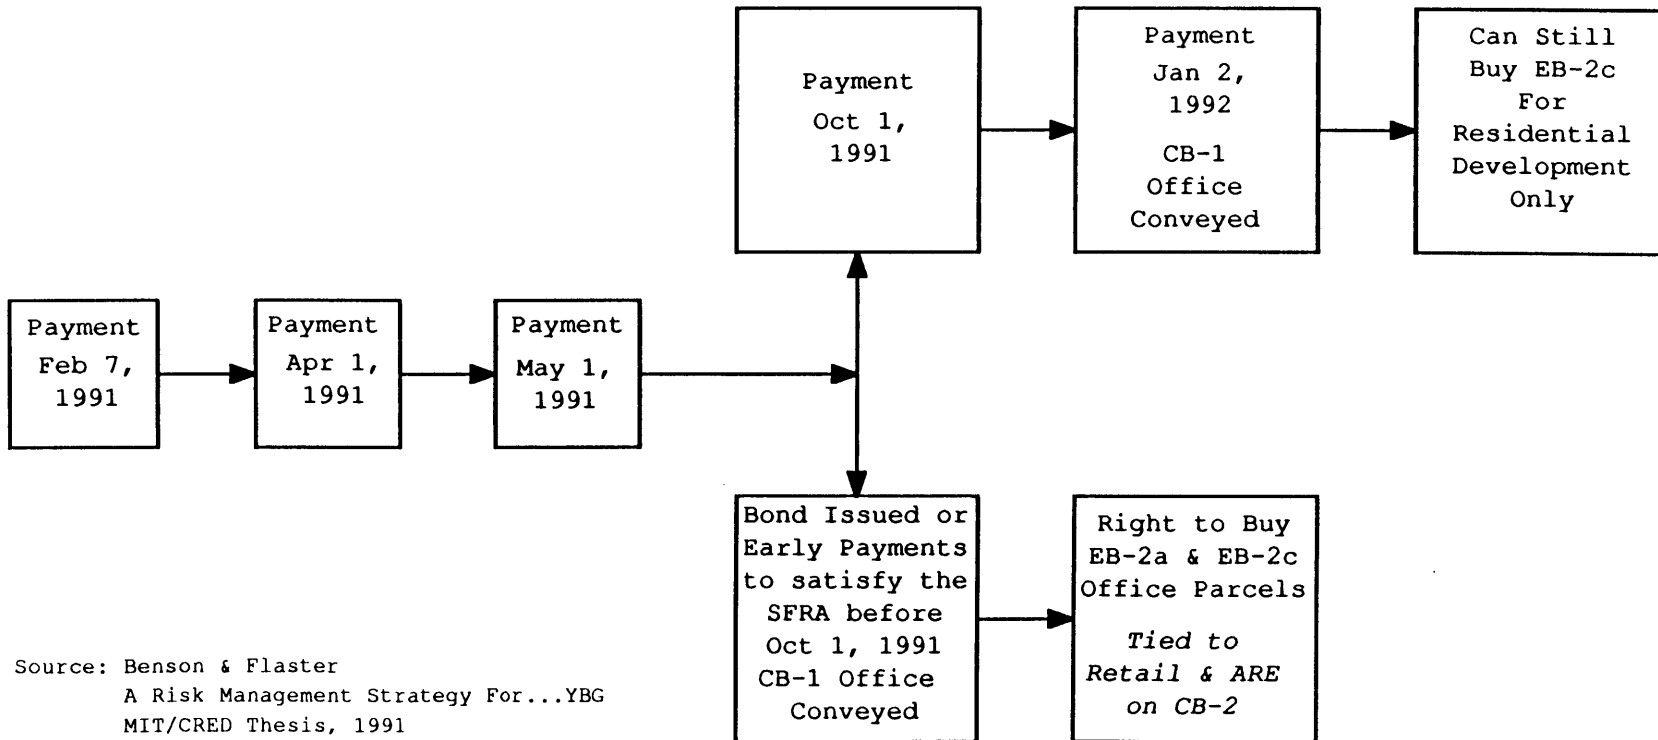 Payment
Oct 1,
1991
Payment
Jan 2,
1992
CB-1
Office
Conveyed
Can Still
Buy EB-2c
For
Residential
Development
Only
Payment
Feb 7,
1991
Payment
Apr 1,
1991
Payment
May 1,
1991
Bond Issued or
Early Payments
to satisfy the
SFRA before
Oct 1, 1991
CB-1 Office
Conveyed
Right to Buy
EB-2a & EB-2c
Office Parcels
Tied to
Retail & ARE
on CB-2
Source: Benson & Flaster
A Risk Management Strategy For...YBG
MIT/CRED Thesis, 1991